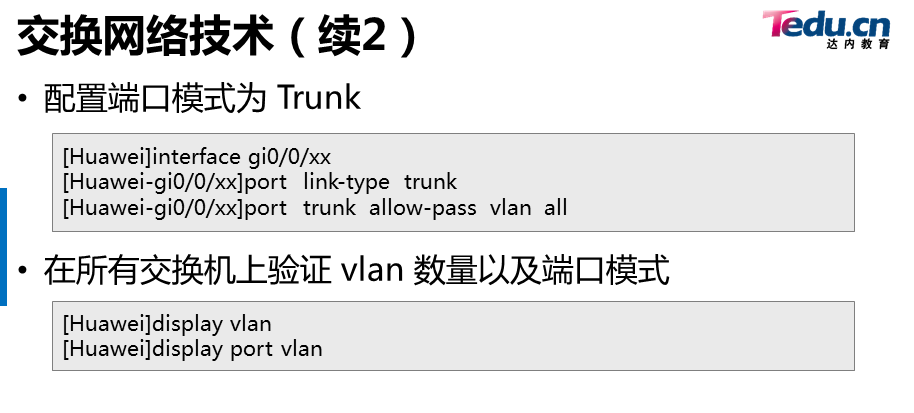 交换网络技术（续2）
Tedu.cn
达内教育
• 配置端口模式为 Trunk
[Huawei]interface gi0/0/xx
[Huawei-gi0/0/xx]port link-type trunk
[Huawei-gi0/0/xx]port trunk allow-pass vlan all
• 在所有交换机上验证 vlan 数量以及端口模式
[Huawei]display vlan
[Huawei]display port vlan